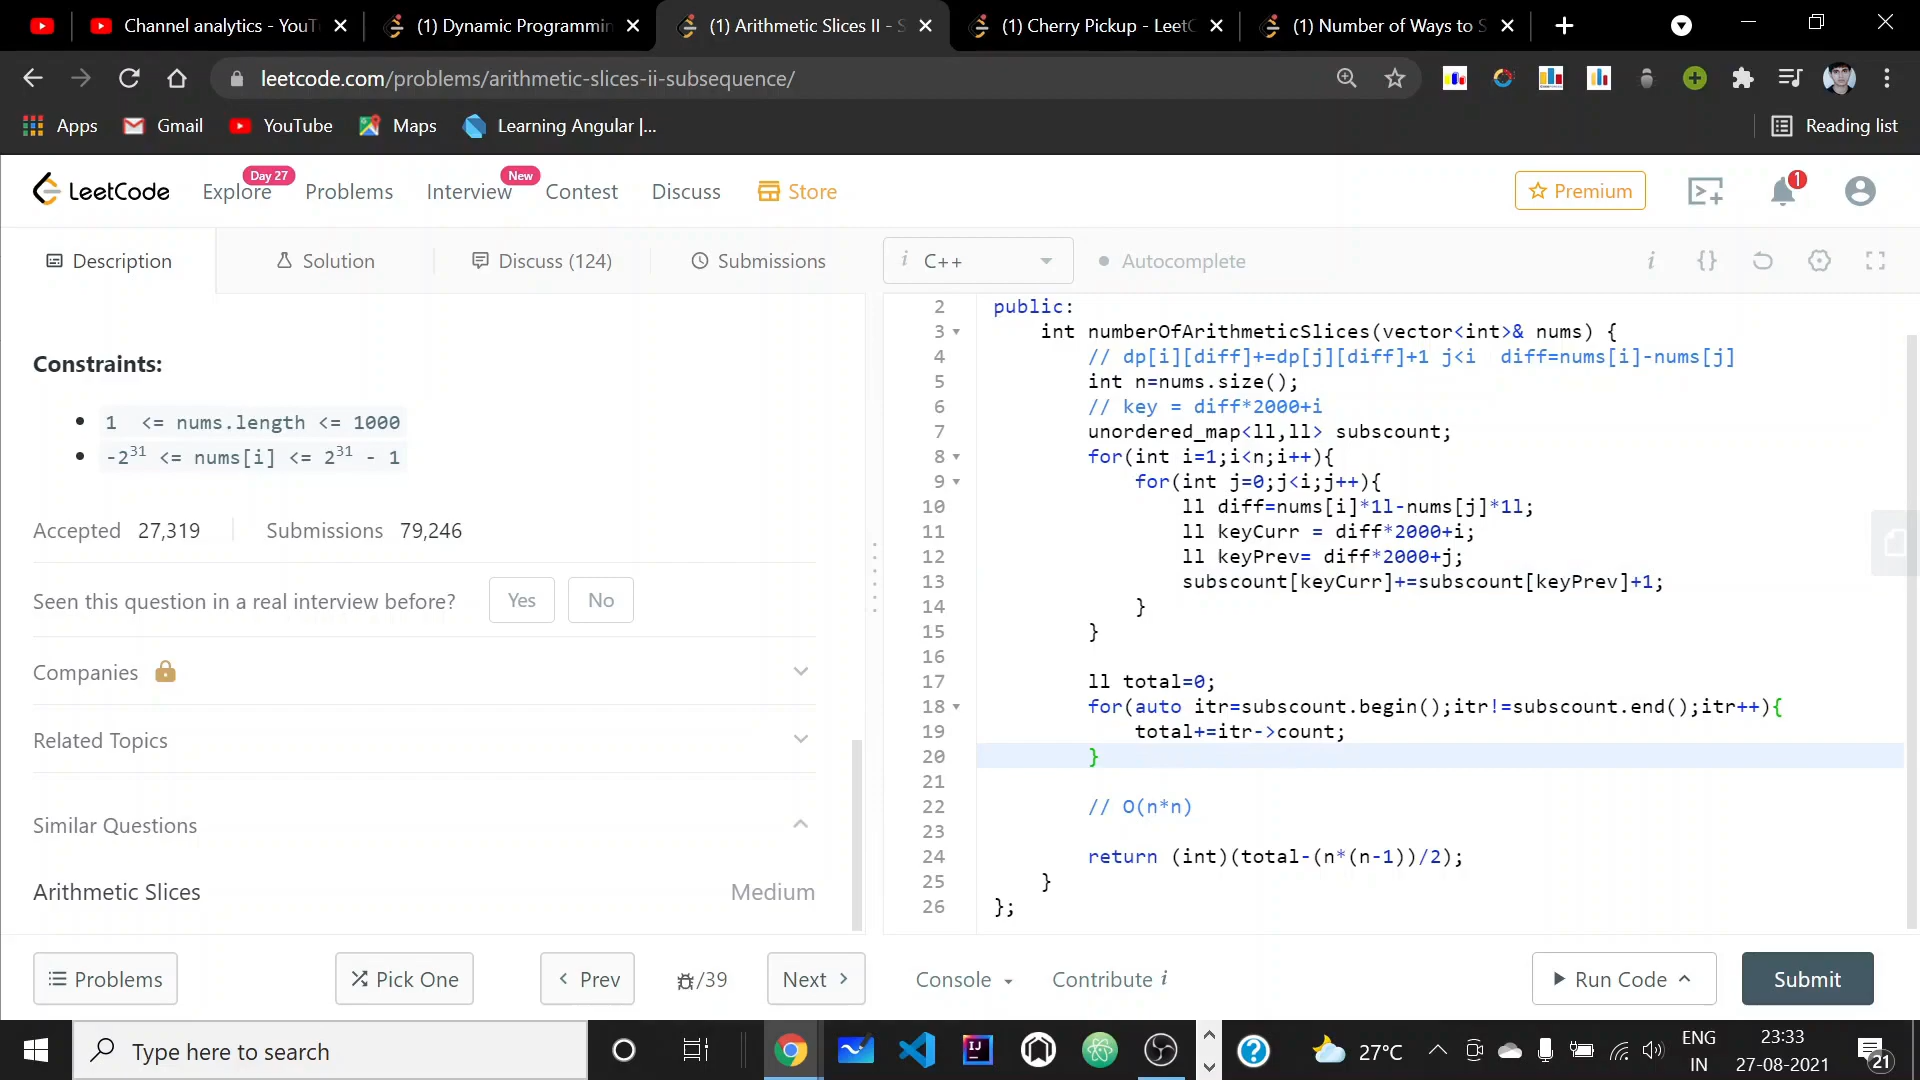 Channel analytics - YouT
(1) Dynamic Programmin
(1) Arithmetic Slices II - S
(1) Cherry Pickup - LeetC
(1) Number of Ways to S
leetcode.com/problems/arithmetic-slices-ii-subsequence/
Apps
Gmail
YouTube
Maps
Learning Angular |...
Reading list
LeetCode
Explore
Day 27
Problems
Interview
New
Contest
Discuss
Store
Premium
1
Description
Solution
Discuss (124)
Submissions
i C++
Autocomplete
i
{}
Constraints:
1 <= nums.length <= 1000
-2^31 <= nums[i] <= 2^31 - 1
Accepted 27,319
Submissions 79,246
Seen this question in a real interview before?
Yes
No
Companies
Related Topics
Similar Questions
Arithmetic Slices
Medium
2 public:
3 int numberOfArithmeticSlices(vector<int>& nums) {
4 // dp[i][diff]+=dp[j][diff]+1 j<i  diff=nums[i]-nums[j]
5 int n=nums.size();
6 // key = diff*2000+i
7 unordered_map<ll,ll> subscount;
8 for(int i=1;i<n;i++){
9 for(int j=0;j<i;j++){
10 ll diff=nums[i]*1l-nums[j]*1l;
11 ll keyCurr = diff*2000+i;
12 ll keyPrev= diff*2000+j;
13 subscount[keyCurr]+=subscount[keyPrev]+1;
14 }
15 }
16
17 ll total=0;
18 for(auto itr=subscount.begin();itr!=subscount.end();itr++){
19 total+=itr->count;
20 }
21
22 // O(n*n)
23
24 return (int)(total-(n*(n-1))/2);
25 }
26 };
Problems
Pick One
Prev
/39
Next
Console
Contribute i
Run Code
Submit
Type here to search
IJ
27°C
ENG
IN
23:33
27-08-2021
21